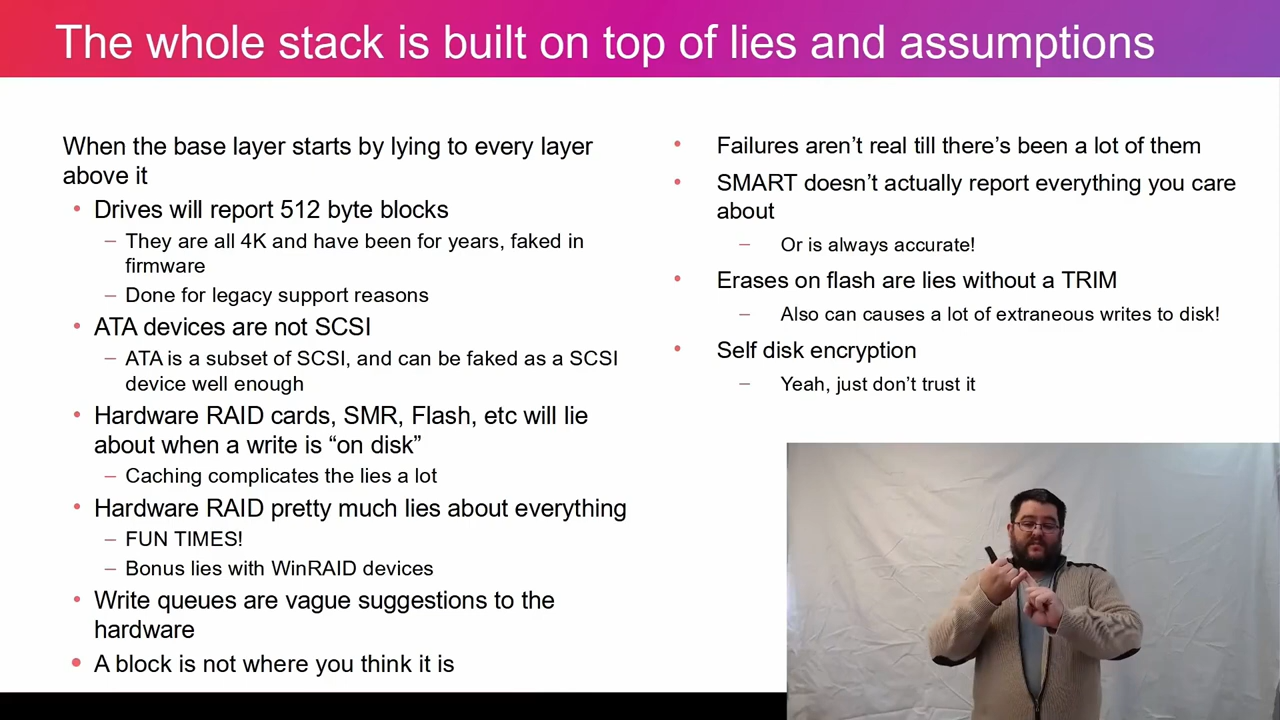 The whole stack is built on top of lies and assumptions
When the base layer starts by lying to every layer
above it
• Drives will report 512 byte blocks
– They are all 4K and have been for years, faked in
firmware
– Done for legacy support reasons
• ATA devices are not SCSI
– ATA is a subset of SCSI, and can be faked as a SCSI
device well enough
• Hardware RAID cards, SMR, Flash, etc will lie
about when a write is “on disk”
– Caching complicates the lies a lot
• Hardware RAID pretty much lies about everything
– FUN TIMES!
– Bonus lies with WinRAID devices
• Write queues are vague suggestions to the
hardware
• A block is not where you think it is
• Failures aren’t real till there’s been a lot of them
• SMART doesn’t actually report everything you care
about
– Or is always accurate!
• Erases on flash are lies without a TRIM
– Also can causes a lot of extraneous writes to disk!
• Self disk encryption
– Yeah, just don’t trust it